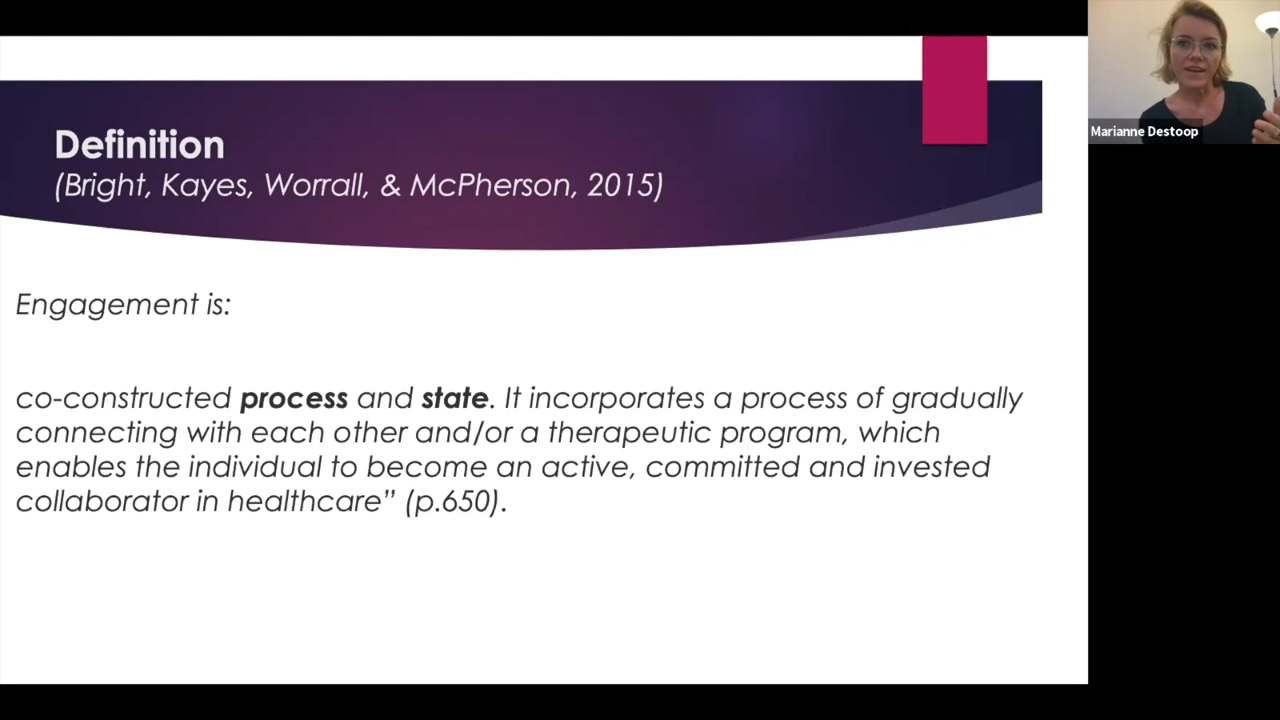 Definition
(Bright, Kayes, Worrall, & McPherson, 2015)
Marianne Destoop
Engagement is:
co-constructed process and state. It incorporates a process of gradually
connecting with each other and/or a therapeutic program, which
enables the individual to become an active, committed and invested
collaborator in healthcare” (p.650).